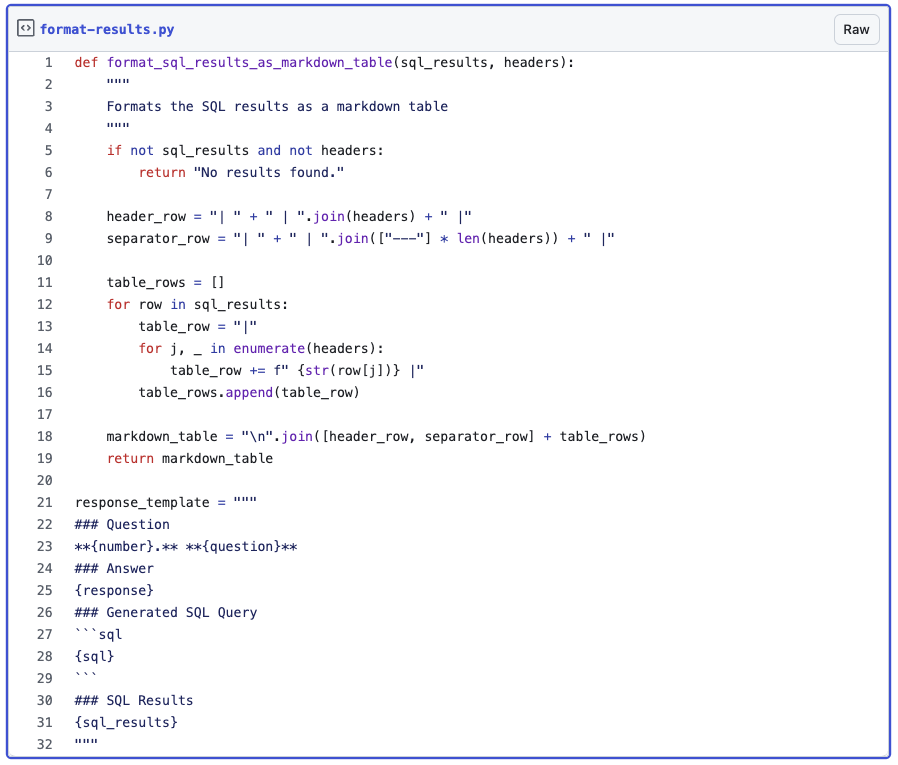 format-results.py
Raw
1 def format_sql_results_as_markdown_table(sql_results, headers):
2     """
3     Formats the SQL results as a markdown table
4     """
5     if not sql_results and not headers:
6         return "No results found."
7
8     header_row = "| " + " | ".join(headers) + " |"
9     separator_row = "| " + " | ".join(["---"] * len(headers)) + " |"
10
11     table_rows = []
12     for row in sql_results:
13         table_row = "|"
14         for j, _ in enumerate(headers):
15             table_row += f" {str(row[j])} |"
16         table_rows.append(table_row)
17
18     markdown_table = "\n".join([header_row, separator_row] + table_rows)
19     return markdown_table
20
21 response_template = """
22 ### Question
23 **{number}.** **{question}**
24 ### Answer
25 {response}
26 ### Generated SQL Query
27 ```sql
28 {sql}
29 ```
30 ### SQL Results
31 {sql_results}
32 """